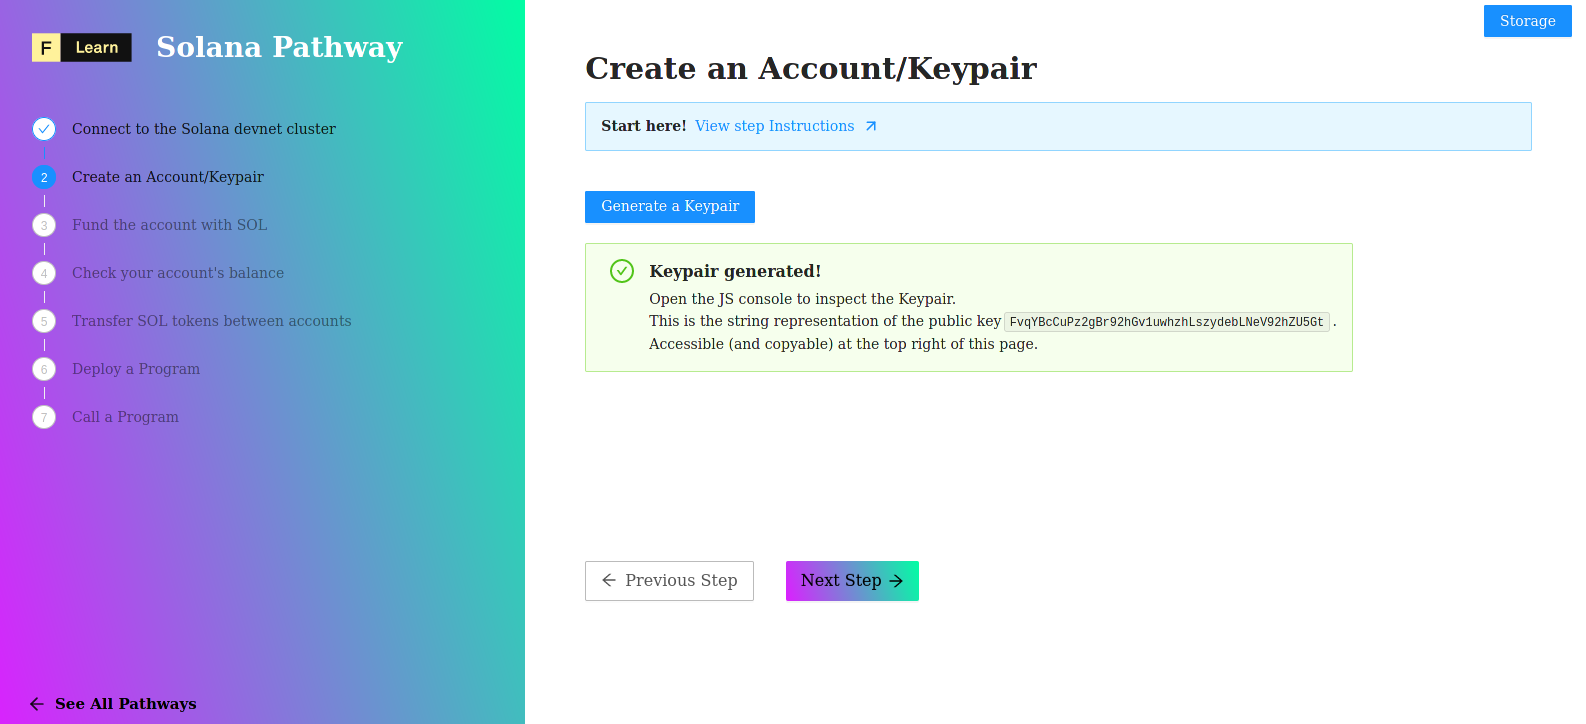 F Learn
Solana Pathway
Connect to the Solana devnet cluster
2 Create an Account/Keypair
3 Fund the account with SOL
4 Check your account's balance
5 Transfer SOL tokens between accounts
6 Deploy a Program
7 Call a Program
See All Pathways
Storage
Create an Account/Keypair
Start here! View step Instructions
Generate a Keypair
Keypair generated!
Open the JS console to inspect the Keypair.
This is the string representation of the public key FvqYBcCuPz2gBr92hGv1uwhzhLszydebLNeV92hZU5Gt .
Accessible (and copyable) at the top right of this page.
Previous Step
Next Step